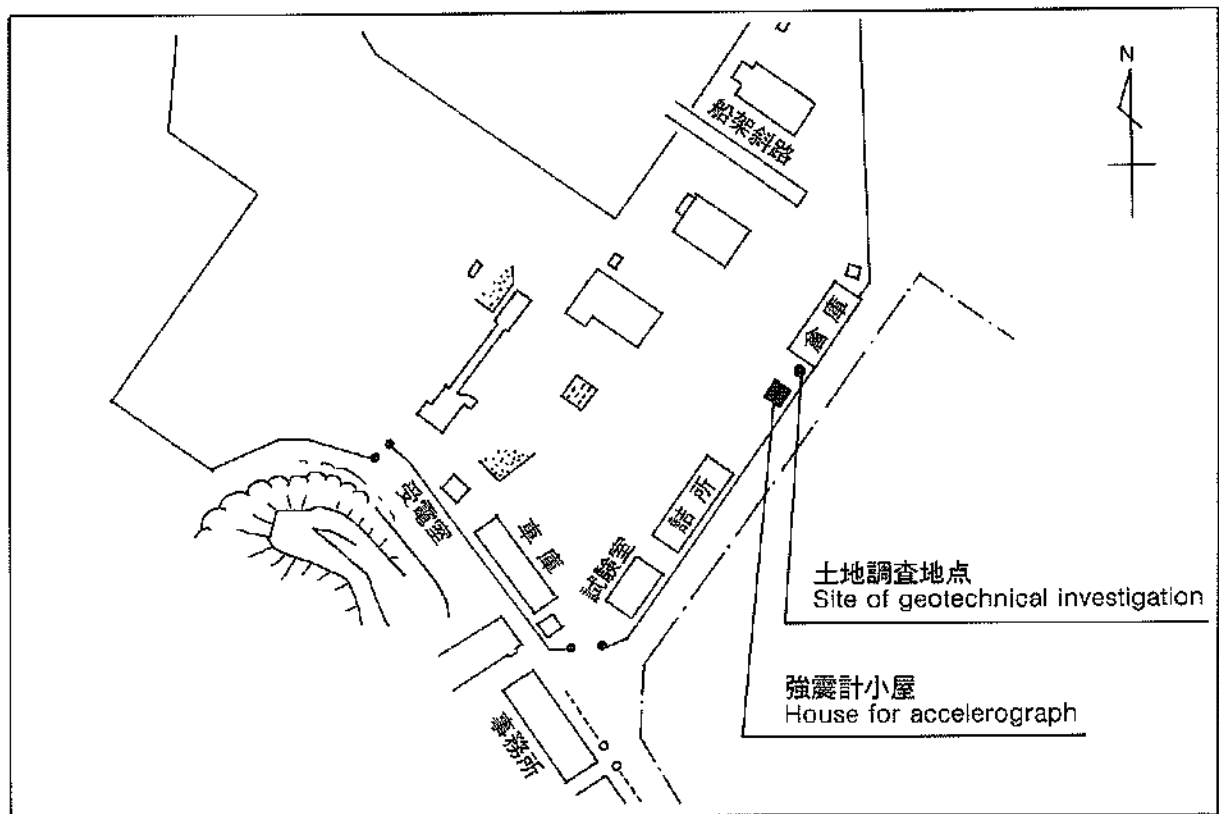 N
船架斜路
倉庫
詰所
受電室
車庫
試験室
土地調査地点
Site of geotechnical investigation
強震計小屋
House for accelerograph
事務所